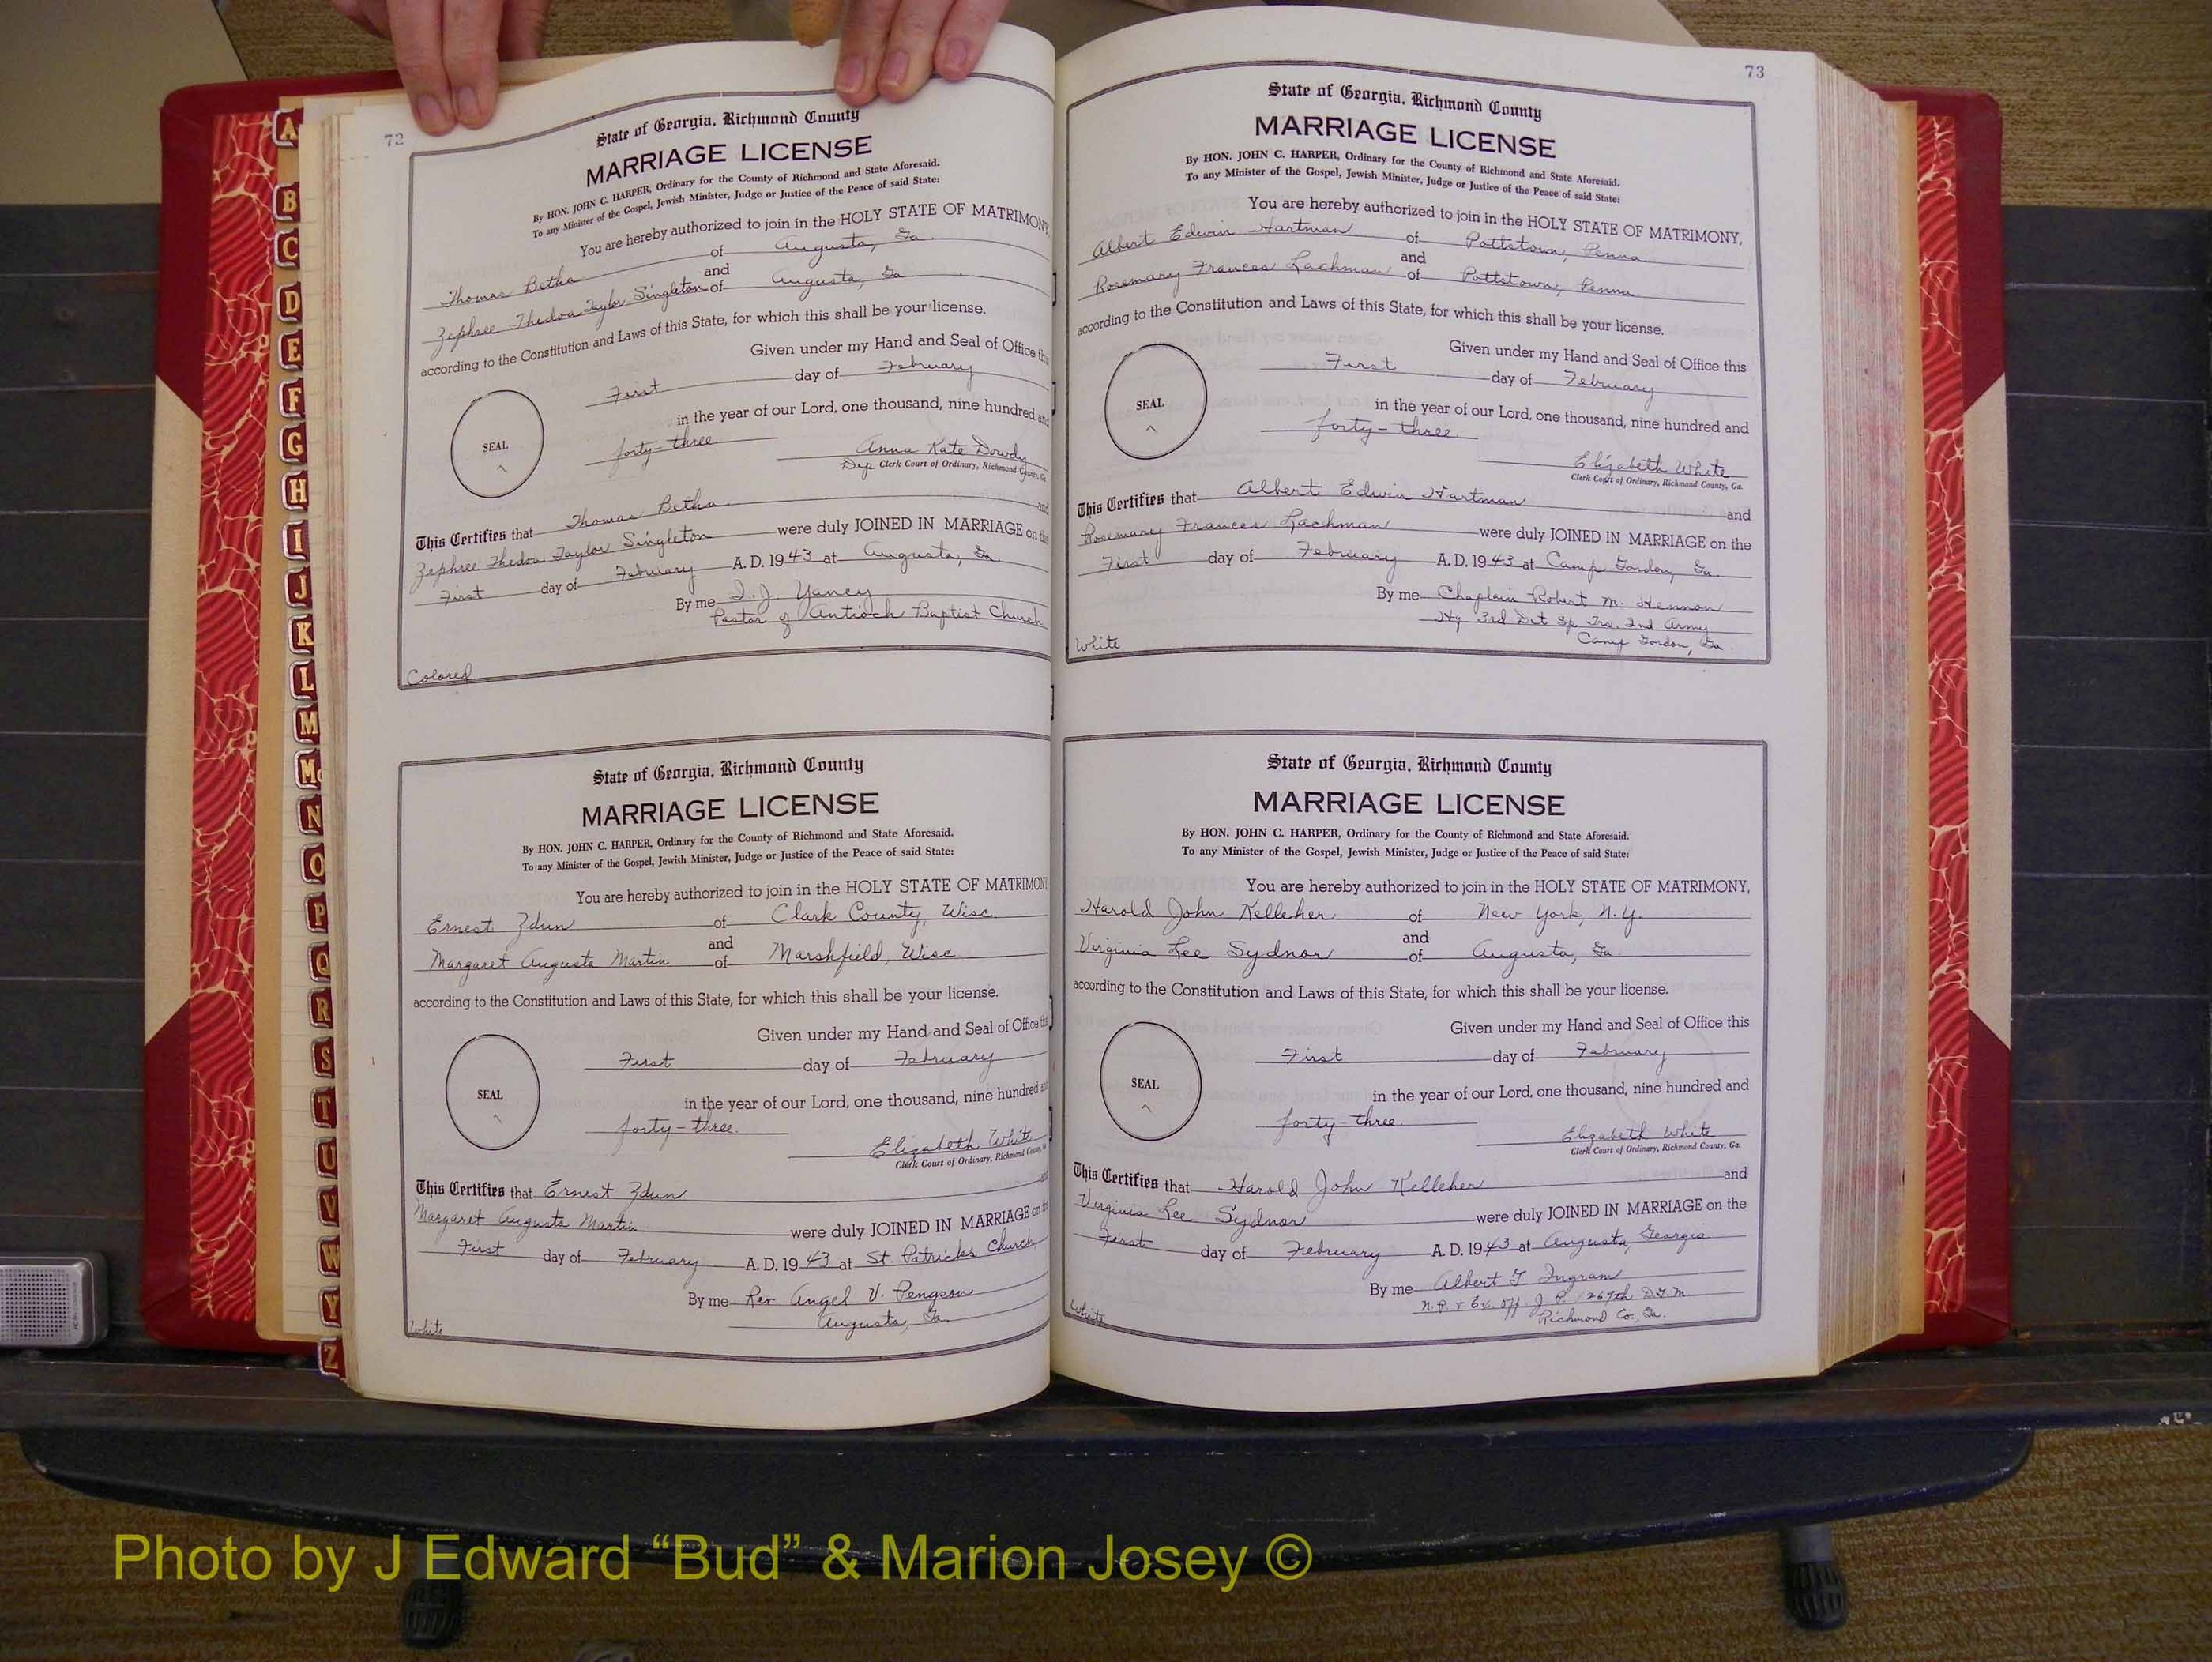 72
State of Georgia, Richmond County
MARRIAGE LICENSE
By HON. JOHN C. HARPER, Ordinary for the County of Richmond and State Aforesaid.
To any Minister of the Gospel, Jewish Minister, Judge or Justice of the Peace of said State:
You are hereby authorized to join in the HOLY STATE OF MATRIMONY,
Thomas Betha of Augusta, Ga.
and
Zephree Thedoa Taylor Singleton of Augusta, Ga.
according to the Constitution and Laws of this State, for which this shall be your license.
Given under my Hand and Seal of Office this
First day of February
in the year of our Lord, one thousand, nine hundred and
SEAL
forty-three.
Anna Kate Dowdy
Dep Clerk Court of Ordinary, Richmond County, Ga
This Certifies that Thomas Betha and
Zephree Thedoa Taylor Singleton were duly JOINED IN MARRIAGE on the
First day of February A. D. 1943 at Augusta, Ga.
By me I. J. Yancy
Pastor of Antioch Baptist Church
Colored
State of Georgia, Richmond County
MARRIAGE LICENSE
By HON. JOHN C. HARPER, Ordinary for the County of Richmond and State Aforesaid.
To any Minister of the Gospel, Jewish Minister, Judge or Justice of the Peace of said State:
You are hereby authorized to join in the HOLY STATE OF MATRIMONY
Ernest Zdun of Clark County, Wisc.
and
Margaret Augusta Martin of Marshfield, Wisc.
according to the Constitution and Laws of this State, for which this shall be your license.
Given under my Hand and Seal of Office this
First day of February
SEAL
in the year of our Lord, one thousand, nine hundred and
forty-three.
Elizabeth White
Clerk Court of Ordinary, Richmond County, G
This Certifies that Ernest Zdun and
Margaret Augusta Martin were duly JOINED IN MARRIAGE on the
First day of February A. D. 1943 at St. Patricks Church,
By me Rev Angel V. Pengson
Augusta, Ga.
White
73
State of Georgia, Richmond County
MARRIAGE LICENSE
By HON. JOHN C. HARPER, Ordinary for the County of Richmond and State Aforesaid.
To any Minister of the Gospel, Jewish Minister, Judge or Justice of the Peace of said State:
You are hereby authorized to join in the HOLY STATE OF MATRIMONY,
Albert Edwin Hartman of Pottstown, Penna
and
Rosemary Frances Lachman of Pottstown, Penna.
according to the Constitution and Laws of this State, for which this shall be your license.
Given under my Hand and Seal of Office this
First day of February
SEAL
in the year of our Lord, one thousand, nine hundred and
forty-three.
Elizabeth White
Clerk Court of Ordinary, Richmond County, Ga.
This Certifies that Albert Edwin Hartman and
Rosemary Frances Lachman were duly JOINED IN MARRIAGE on the
First day of February A. D. 1943 at Camp Gordon, Ga.
By me Chaplain Robert M. Hennon
Hq 3rd Det Sp Trs. 2nd Army
Camp Gordon, Ga.
White
State of Georgia, Richmond County
MARRIAGE LICENSE
By HON. JOHN C. HARPER, Ordinary for the County of Richmond and State Aforesaid.
To any Minister of the Gospel, Jewish Minister, Judge or Justice of the Peace of said State:
You are hereby authorized to join in the HOLY STATE OF MATRIMONY,
Harold John Kelleher of New York, N.Y.
and
Virginia Lee Sydnor of Augusta, Ga.
according to the Constitution and Laws of this State, for which this shall be your license.
Given under my Hand and Seal of Office this
First day of February
SEAL
in the year of our Lord, one thousand, nine hundred and
forty-three.
Elizabeth White
Clerk Court of Ordinary, Richmond County, Ga.
This Certifies that Harold John Kelleher and
Virginia Lee Sydnor were duly JOINED IN MARRIAGE on the
First day of February A. D. 1943 at Augusta, Georgia
By me Albert T Ingram
N.P. & Ex. Off J.P. 1269th D.G.M.
Richmond Co., Ga.
White
A
B
C
D
E
F
G
H
I
J
K
L
M
Mc
N
O
P
Q
R
S
T
U
V
W
Y
Z
Photo by J Edward “Bud” & Marion Josey ©